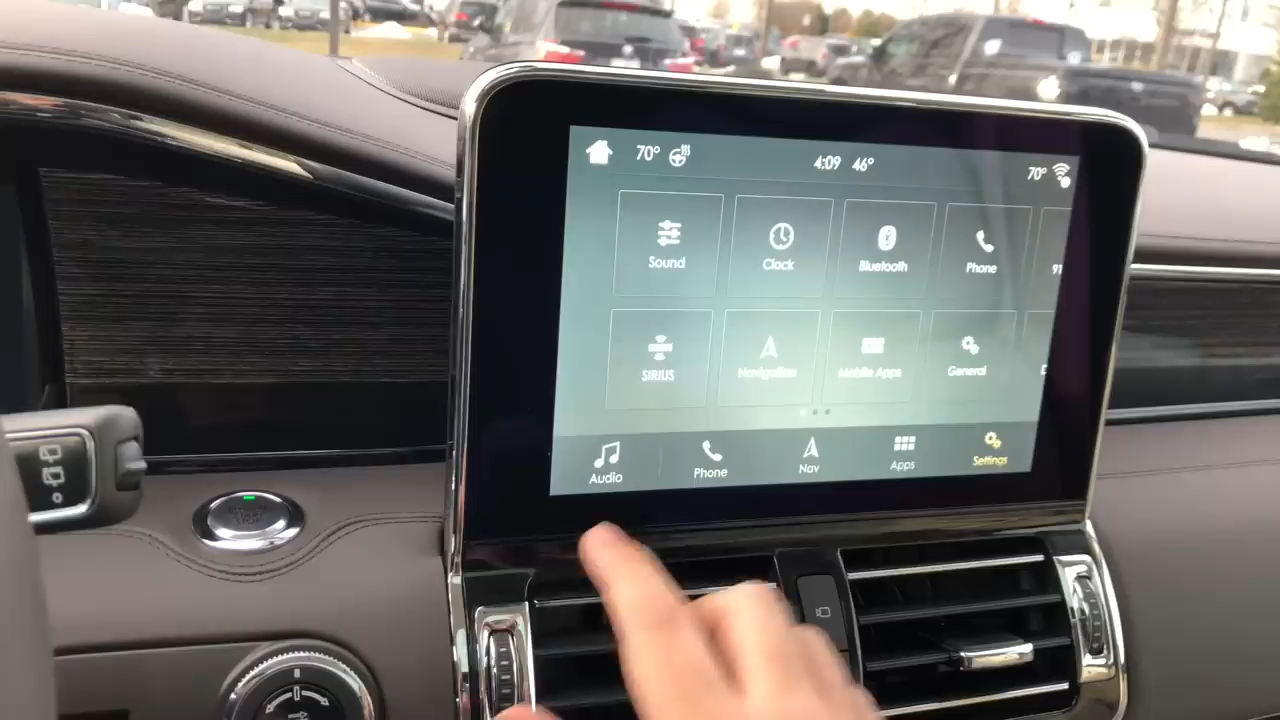 70° 4:09 46° 70°
Sound Clock Bluetooth Phone 91
SIRIUS Navigation Mobile Apps General D
Audio Phone Nav Apps Settings